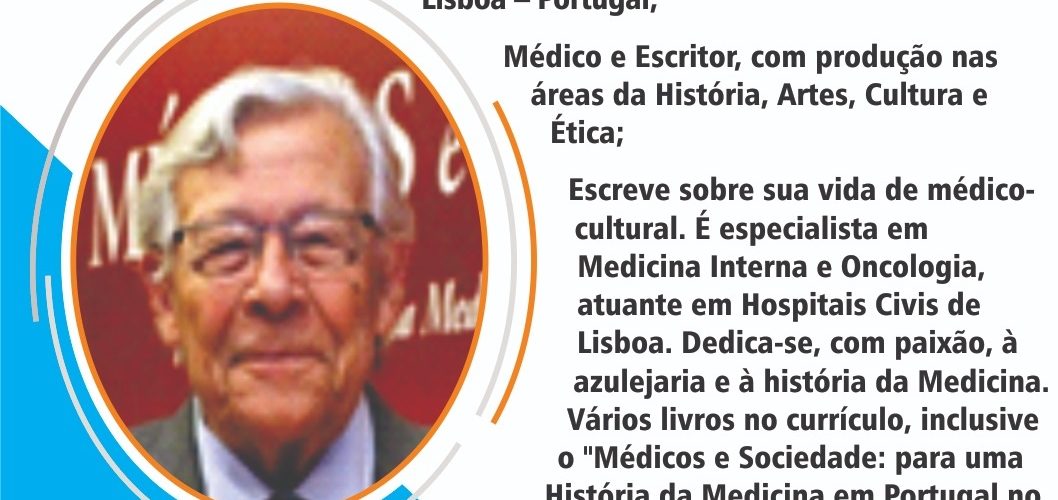 Lisboa – Portugal,
Médico e Escritor, com produção nas
áreas da História, Artes, Cultura e
Ética;
Escreve sobre sua vida de médico-
cultural. É especialista em
Medicina Interna e Oncologia,
atuante em Hospitais Civis de
Lisboa. Dedica-se, com paixão, à
azulejaria e à história da Medicina.
Vários livros no currículo, inclusive
o "Médicos e Sociedade: para uma
História da Medicina em Portugal no